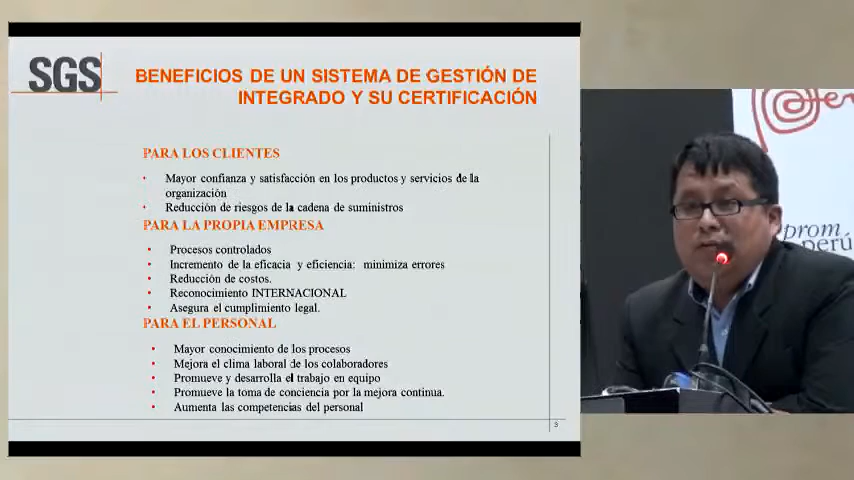 SGS
BENEFICIOS DE UN SISTEMA DE GESTIÓN DE
INTEGRADO Y SU CERTIFICACIÓN
PARA LOS CLIENTES
• Mayor confianza y satisfacción en los productos y servicios de la
organización
• Reducción de riesgos de la cadena de suministros
PARA LA PROPIA EMPRESA
• Procesos controlados
• Incremento de la eficacia y eficiencia: minimiza errores
• Reducción de costos.
• Reconocimiento INTERNACIONAL
• Asegura el cumplimiento legal.
PARA EL PERSONAL
• Mayor conocimiento de los procesos
• Mejora el clima laboral de los colaboradores
• Promueve y desarrolla el trabajo en equipo
• Promueve la toma de conciencia por la mejora continua.
• Aumenta las competencias del personal
prom
perú